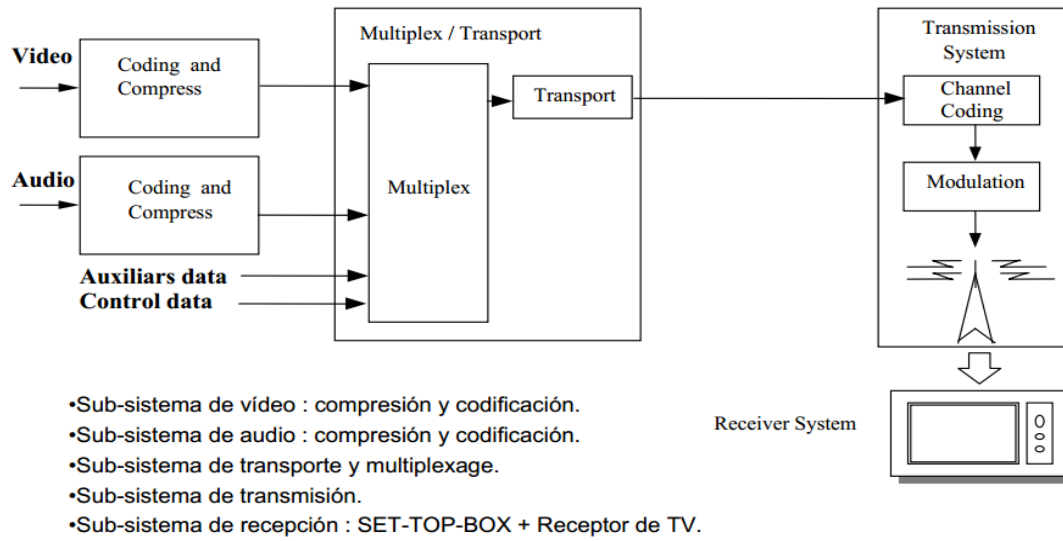 Video
Coding and
Compress
Audio
Coding and
Compress
Auxiliars data
Control data
Multiplex / Transport
Multiplex
Transport
Transmission
System
Channel
Coding
Modulation
Receiver System
•Sub-sistema de vídeo : compresión y codificación.
•Sub-sistema de audio : compresión y codificación.
•Sub-sistema de transporte y multiplexage.
•Sub-sistema de transmisión.
•Sub-sistema de recepción : SET-TOP-BOX + Receptor de TV.